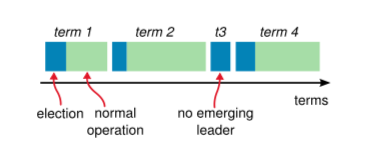 term 1
term 2
t3
term 4
terms
election
normal
operation
no emerging
leader